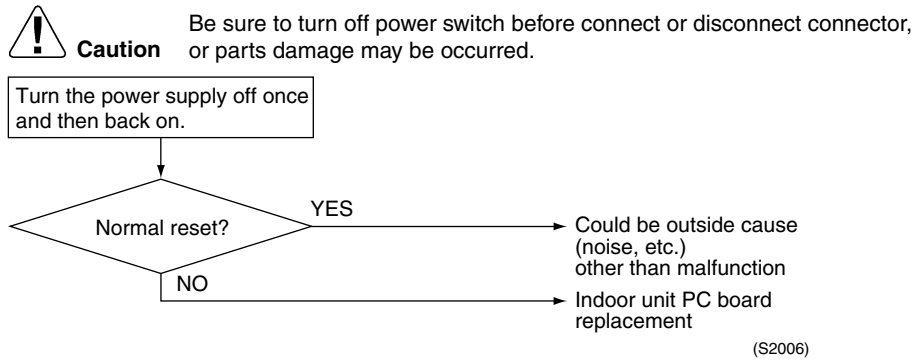 Be sure to turn off power switch before connect or disconnect connector,
Caution or parts damage may be occurred.
Turn the power supply off once
and then back on.
Normal reset?
YES
Could be outside cause
(noise, etc.)
other than malfunction
NO
Indoor unit PC board
replacement
(S2006)